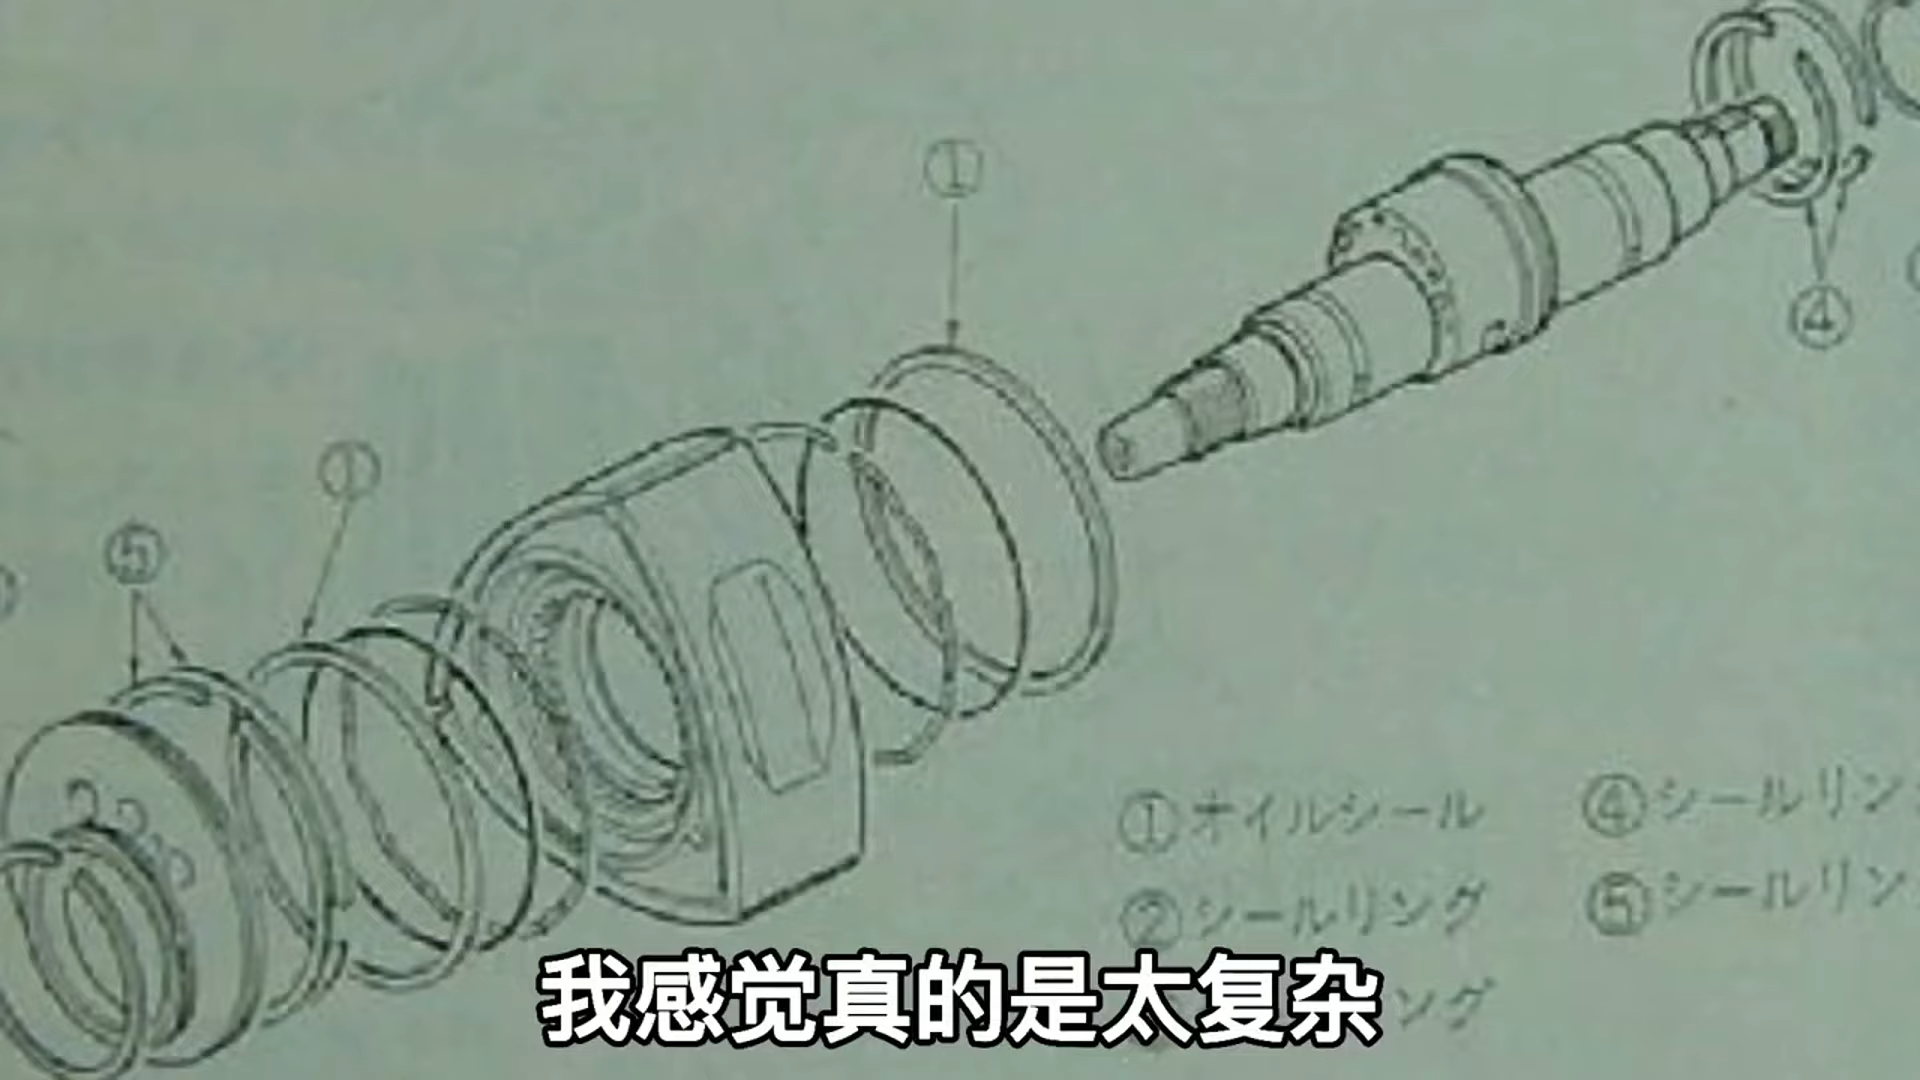 ①
④
①
⑤
①オイルシール
④シールリン
②シールリング
⑤シールリン
ング
我感觉真的是太复杂